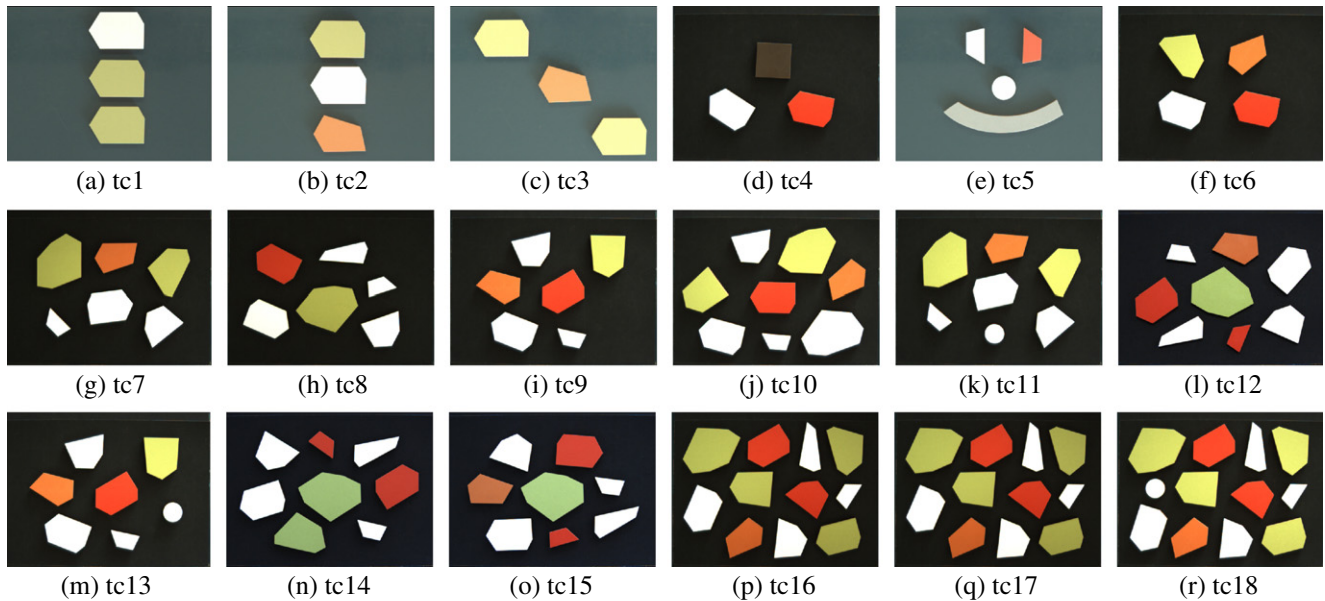 (a) tc1 (b) tc2 (c) tc3 (d) tc4 (e) tc5 (f) tc6
(g) tc7 (h) tc8 (i) tc9 (j) tc10 (k) tc11 (l) tc12
(m) tc13 (n) tc14 (o) tc15 (p) tc16 (q) tc17 (r) tc18